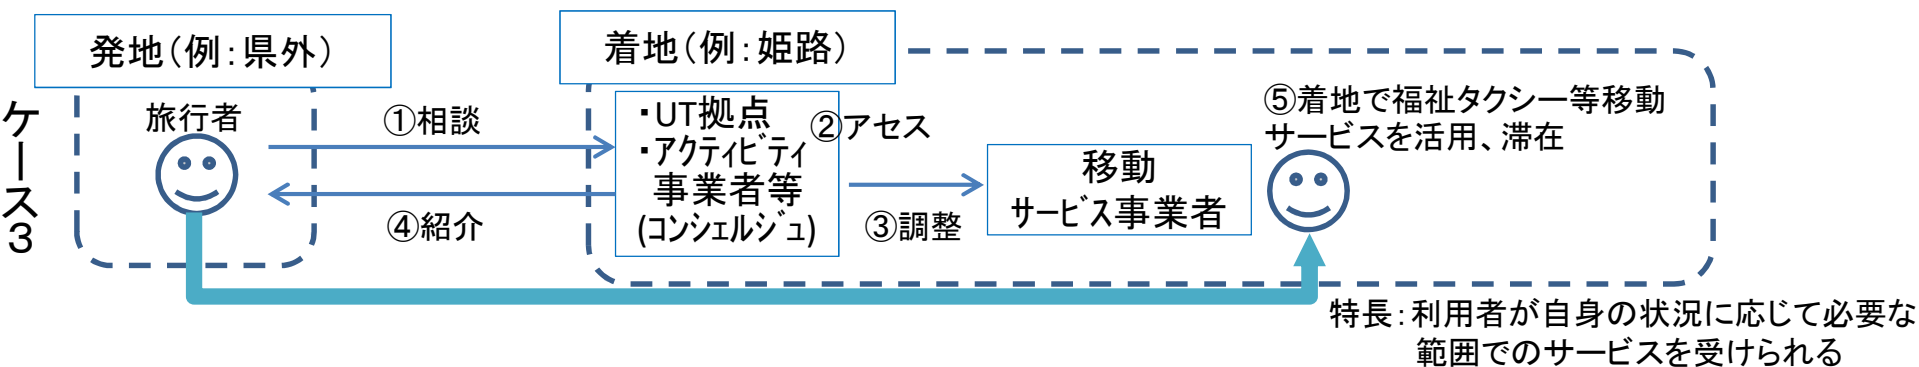 ケース3
発地(例:県外)
旅行者
①相談
④紹介
着地(例:姫路)
・UT拠点
・アクティビティ
事業者等
(コンシェルジュ)
②アセス
③調整
移動
サービス事業者
⑤着地で福祉タクシー等移動
サービスを活用、滞在
特長:利用者が自身の状況に応じて必要な
範囲でのサービスを受けられる